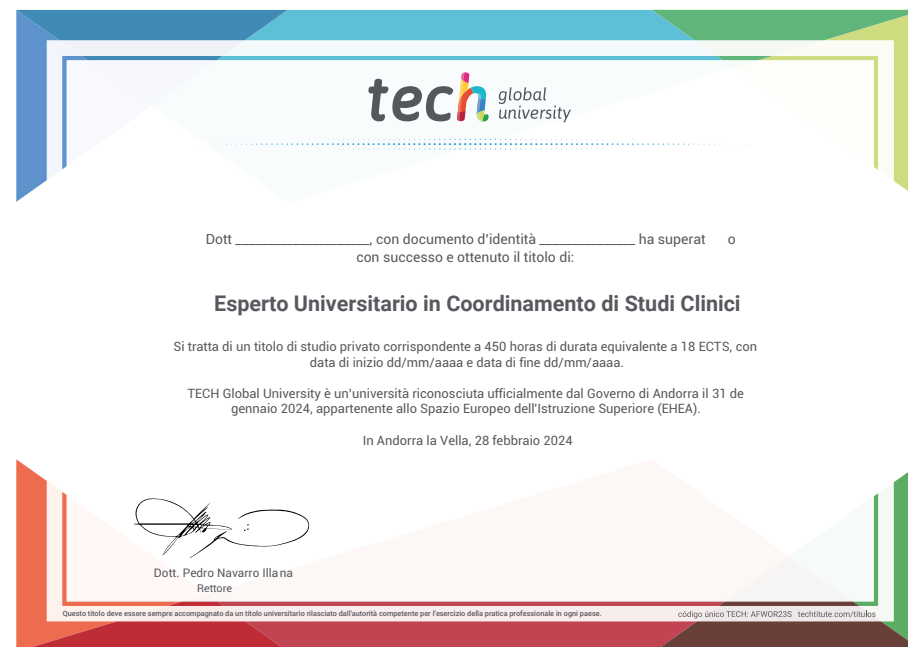 tech global university
Dott ___________________, con documento d'identità _____________ ha superat o
con successo e ottenuto il titolo di:
Esperto Universitario in Coordinamento di Studi Clinici
Si tratta di un titolo di studio privato corrispondente a 450 horas di durata equivalente a 18 ECTS, con
data di inizio dd/mm/aaaa e data di fine dd/mm/aaaa.
TECH Global University è un'università riconosciuta ufficialmente dal Governo di Andorra il 31 de
gennaio 2024, appartenente allo Spazio Europeo dell'Istruzione Superiore (EHEA).
In Andorra la Vella, 28 febbraio 2024
Dott. Pedro Navarro Illana
Rettore
Questo titolo deve essere sempre accompagnato da un titolo universitario rilasciato dall'autorità competente per l'esercizio della pratica professionale in ogni paese. código único TECH: AFWOR23S techtitute.com/titulos